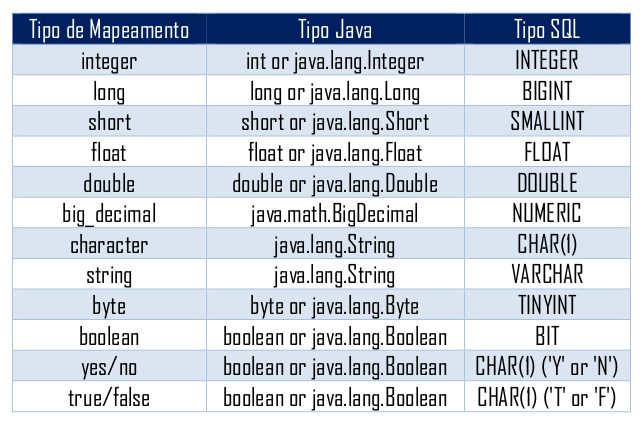 Tipo de Mapeamento Tipo Java Tipo SQL
integer int or java.lang.Integer INTEGER
long long or java.lang.Long BIGINT
short short or java.lang.Short SMALLINT
float float or java.lang.Float FLOAT
double double or java.lang.Double DOUBLE
big_decimal java.math.BigDecimal NUMERIC
character java.lang.String CHAR(1)
string java.lang.String VARCHAR
byte byte or java.lang.Byte TINYINT
boolean boolean or java.lang.Boolean BIT
yes/no boolean or java.lang.Boolean CHAR(1) ('Y' or 'N')
true/false boolean or java.lang.Boolean CHAR(1) ('T' or 'F')